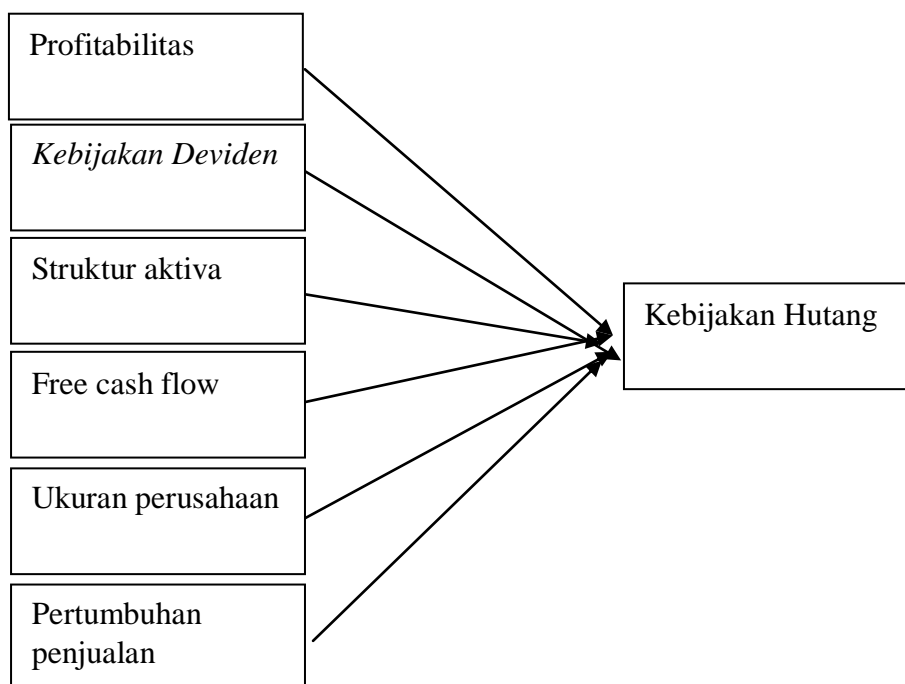 Profitabilitas
Kebijakan Deviden
Struktur aktiva
Kebijakan Hutang
Free cash flow
Ukuran perusahaan
Pertumbuhan
penjualan